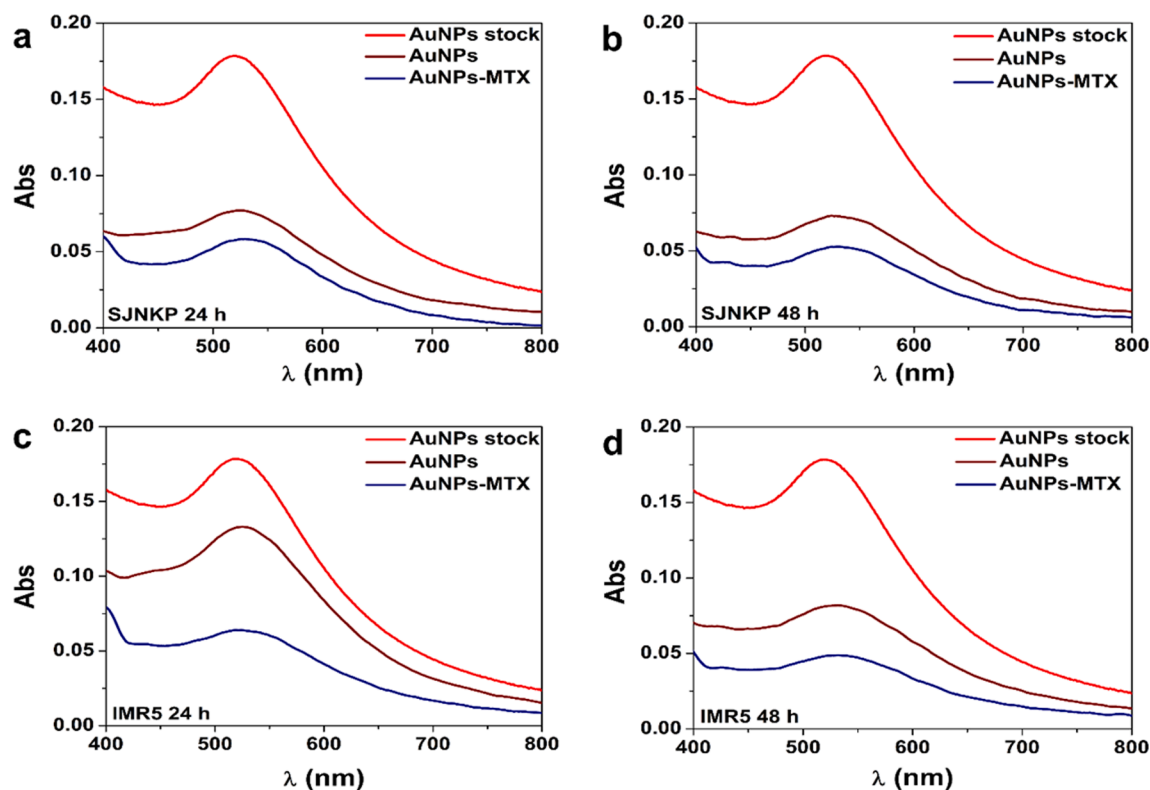 a
0.20
0.15
0.10
0.05
0.00
Abs
AuNPs stock
AuNPs
AuNPs-MTX
SJNKP 24 h
400 500 600 700 800
λ (nm)
b
0.20
0.15
0.10
0.05
0.00
Abs
AuNPs stock
AuNPs
AuNPs-MTX
SJNKP 48 h
400 500 600 700 800
λ (nm)
c
0.20
0.15
0.10
0.05
0.00
Abs
AuNPs stock
AuNPs
AuNPs-MTX
IMR5 24 h
400 500 600 700 800
λ (nm)
d
0.20
0.15
0.10
0.05
0.00
Abs
AuNPs stock
AuNPs
AuNPs-MTX
IMR5 48 h
400 500 600 700 800
λ (nm)